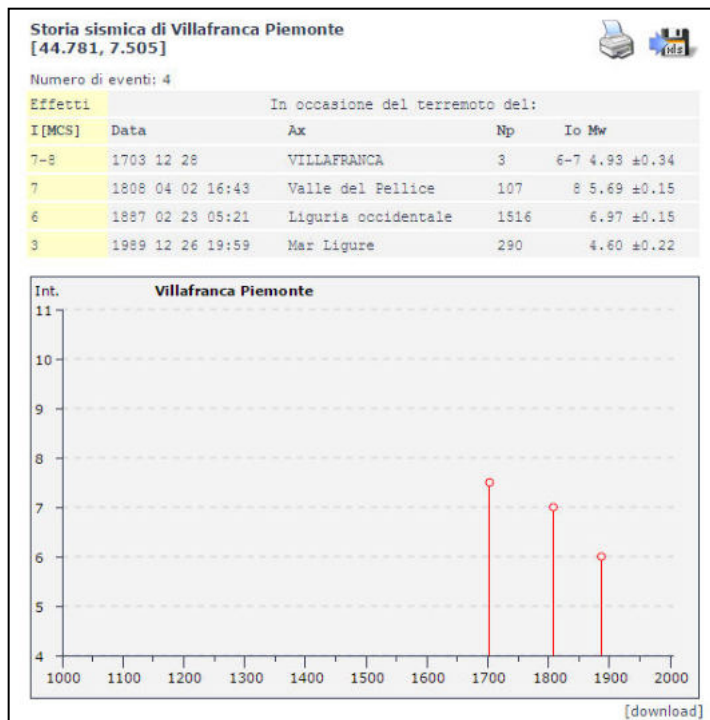 Storia sismica di Villafranca Piemonte
[44.781, 7.505]
Numero di eventi: 4
Effetti In occasione del terremoto del:
I[MCS] Data Ax Np Io Mw
7-8 1703 12 28 VILLAFRANCA 3 6-7 4.93 ±0.34
7 1808 04 02 16:43 Valle del Pellice 107 8 5.69 ±0.15
6 1887 02 23 05:21 Liguria occidentale 1516 6.97 ±0.15
3 1989 12 26 19:59 Mar Ligure 290 4.60 ±0.22
Int. Villafranca Piemonte
11
10
9
8
7
6
5
4
1000 1100 1200 1300 1400 1500 1600 1700 1800 1900 2000
[download]